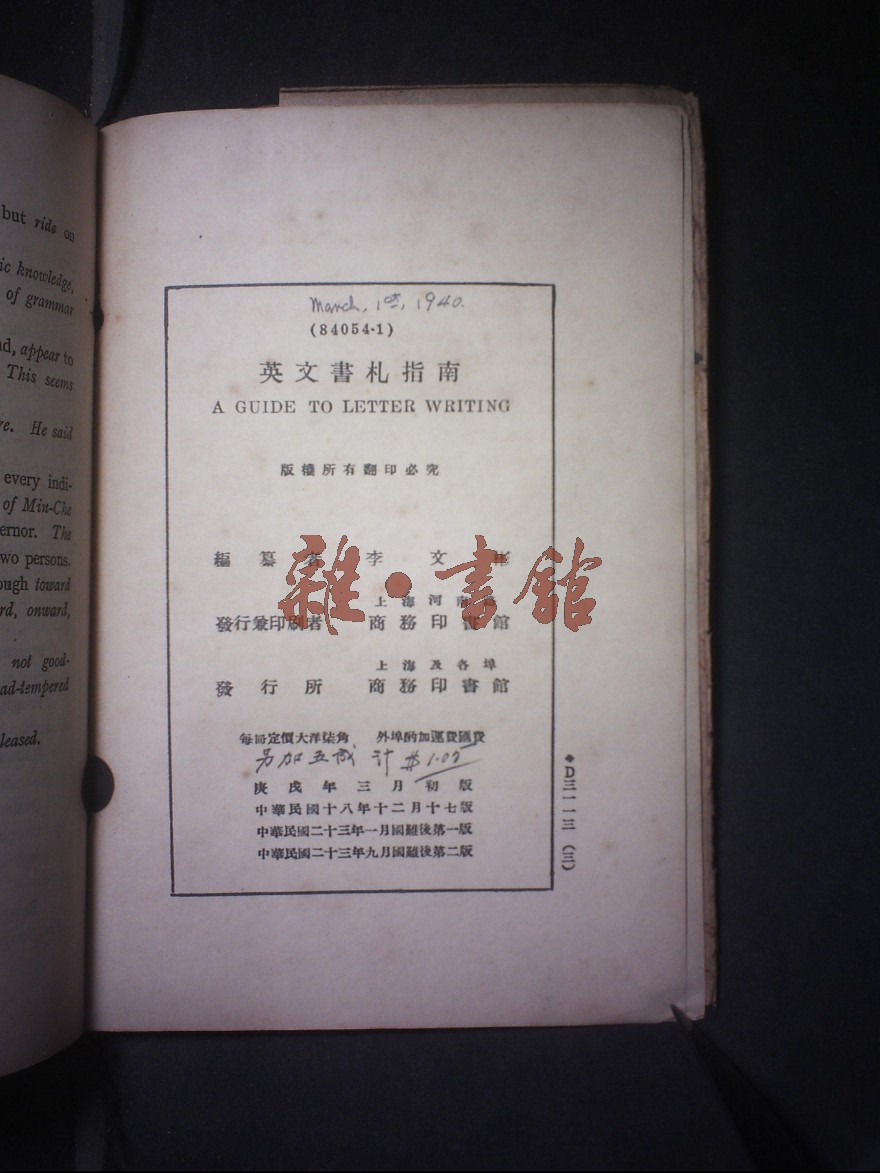 but ride on
ic knowledge,
of grammar
nd, appear to
This seems
ve. He said
every indi-
of Min-Che
ernor. The
wo persons.
ough toward
rd, onward,
not good-
ad-tempered
leased.
March, 1st, 1940.
(84054·1)
英文書札指南
A GUIDE TO LETTER WRITING
版權所有翻印必究
編纂者 李文
雜·書館
上海河南
發行兼印刷者 商務印書館
上海及各埠
發行所 商務印書館
每冊定價大洋柒角 外埠酌加運費匯費
另加五成 計 $1.05
庚戌年三月初版
中華民國十八年十二月十七版
中華民國二十三年一月國難後第一版
中華民國二十三年九月國難後第二版
◆D三一一三(三)